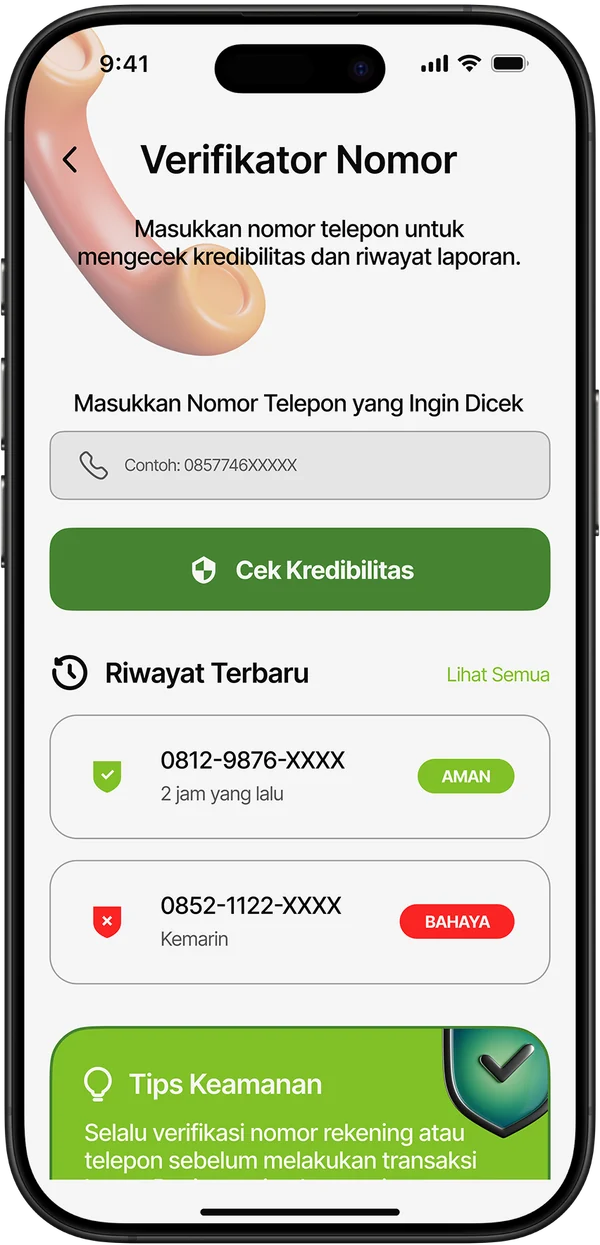 9:41
Verifikator Nomor
Masukkan nomor telepon untuk
mengecek kredibilitas dan riwayat laporan.
Masukkan Nomor Telepon yang Ingin Dicek
Contoh: 0857746XXXXX
Cek Kredibilitas
Riwayat Terbaru
Lihat Semua
0812-9876-XXXX
AMAN
2 jam yang lalu
0852-1122-XXXX
BAHAYA
Kemarin
Tips Keamanan
Selalu verifikasi nomor rekening atau
telepon sebelum melakukan transaksi